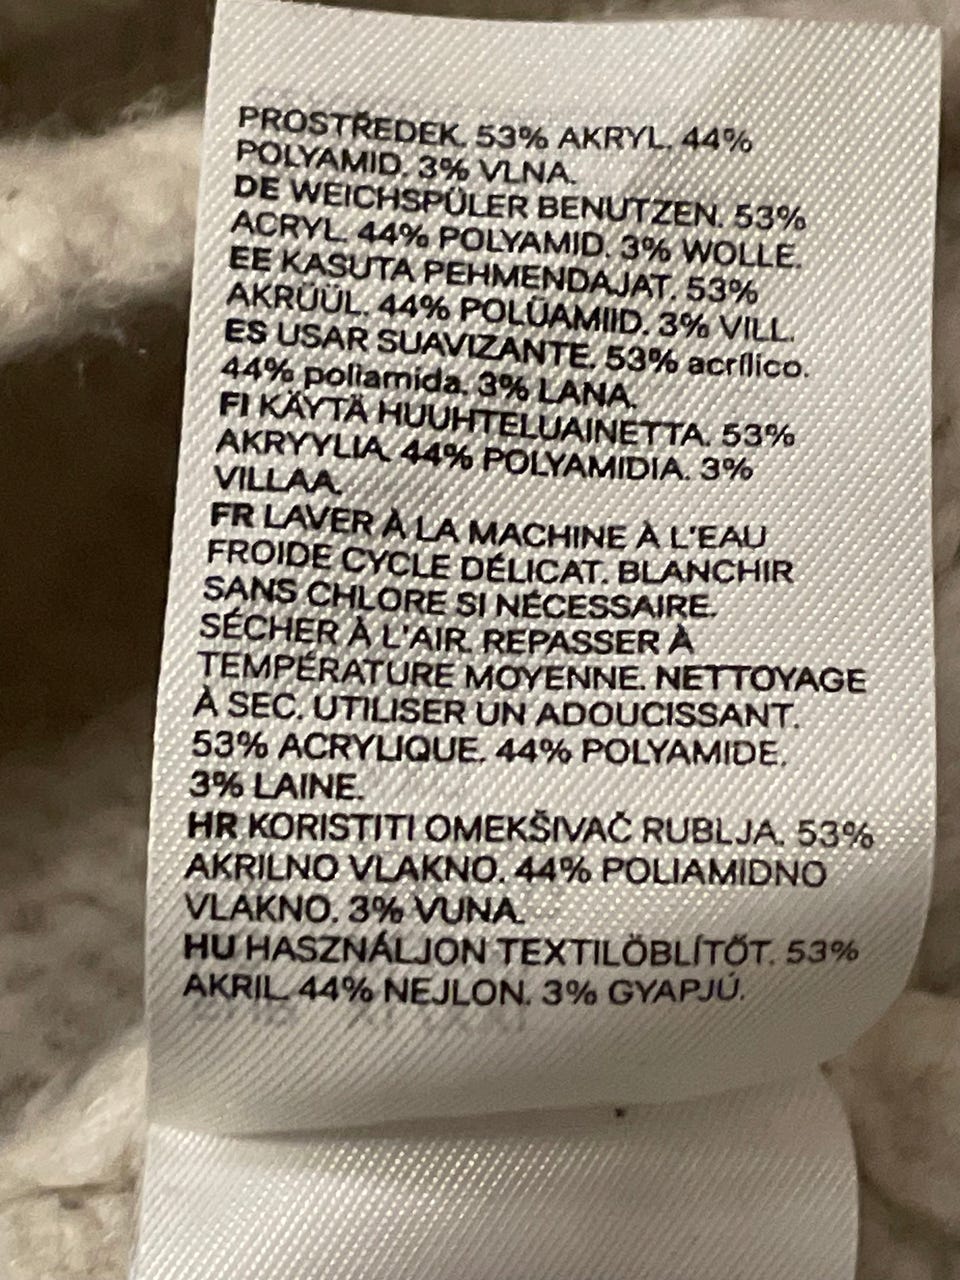 PROSTŘEDEK. 53% AKRYL. 44%
POLYAMID. 3% VLNA.
DE WEICHSPÜLER BENUTZEN. 53%
ACRYL. 44% POLYAMID. 3% WOLLE.
EE KASUTA PEHMENDAJAT. 53%
AKRÜÜL. 44% POLÜAMIID. 3% VILL.
ES USAR SUAVIZANTE. 53% acrílico.
44% poliamida. 3% LANA.
FI KÄYTÄ HUUHTELUAINETTA. 53%
AKRYYLIA. 44% POLYAMIDIA. 3%
VILLAA.
FR LAVER À LA MACHINE À L'EAU
FROIDE CYCLE DÉLICAT. BLANCHIR
SANS CHLORE SI NÉCESSAIRE.
SÉCHER À L'AIR. REPASSER À
TEMPÉRATURE MOYENNE. NETTOYAGE
À SEC. UTILISER UN ADOUCISSANT.
53% ACRYLIQUE. 44% POLYAMIDE.
3% LAINE.
HR KORISTITI OMEKŠIVAČ RUBLJA. 53%
AKRILNO VLAKNO. 44% POLIAMIDNO
VLAKNO. 3% VUNA.
HU HASZNÁLJON TEXTILÖBLÍTŐT. 53%
AKRIL. 44% NEJLON. 3% GYAPJÚ.